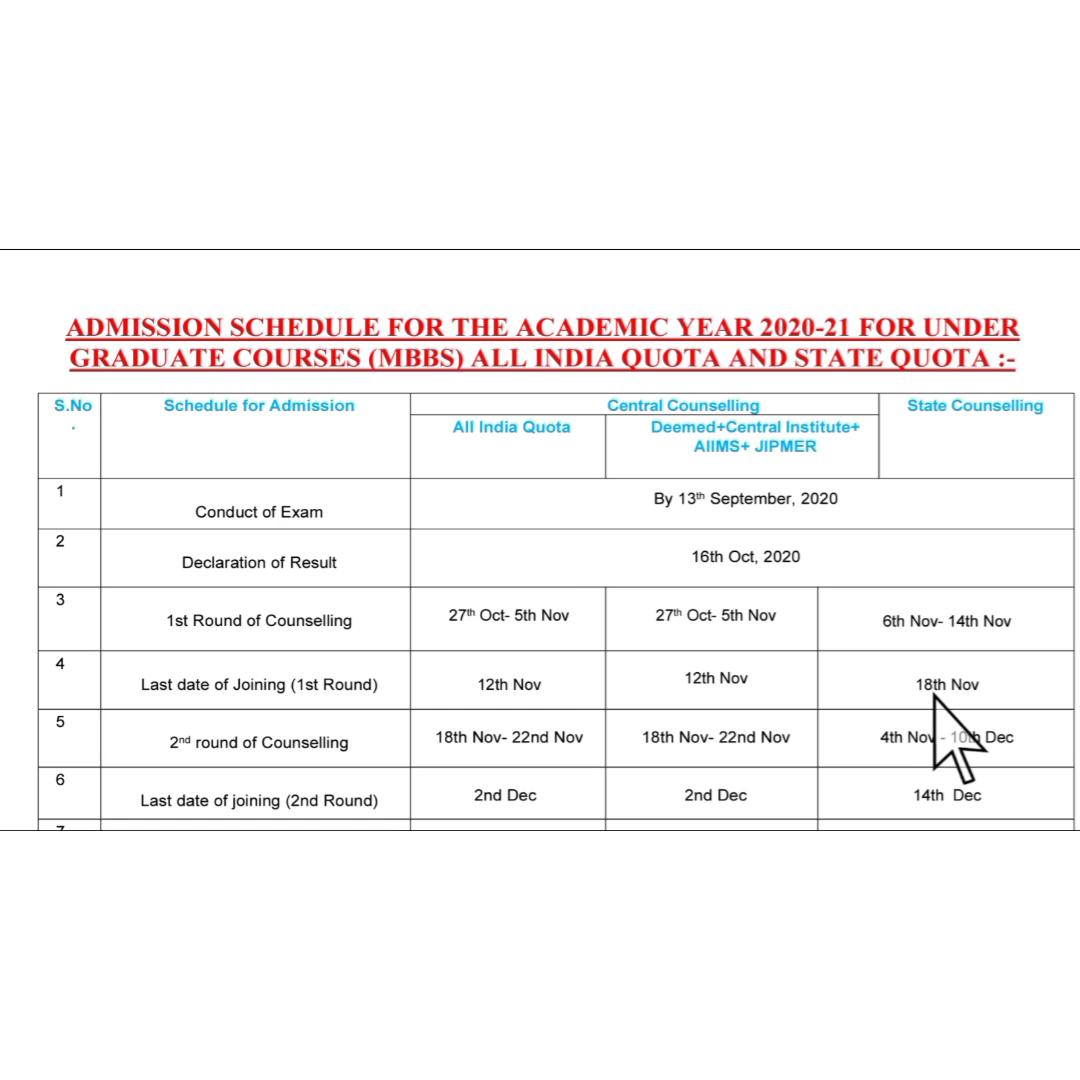 ADMISSION SCHEDULE FOR THE ACADEMIC YEAR 2020-21 FOR UNDER
GRADUATE COURSES (MBBS) ALL INDIA QUOTA AND STATE QUOTA :-
S.No
.
Schedule for Admission
Central Counselling
State Counselling
All India Quota
Deemed+Central Institute+
AIIMS+ JIPMER
1
Conduct of Exam
By 13th September, 2020
2
Declaration of Result
16th Oct, 2020
3
1st Round of Counselling
27th Oct- 5th Nov
27th Oct- 5th Nov
6th Nov- 14th Nov
4
Last date of Joining (1st Round)
12th Nov
12th Nov
18th Nov
5
2nd round of Counselling
18th Nov- 22nd Nov
18th Nov- 22nd Nov
4th Nov - 10th Dec
6
Last date of joining (2nd Round)
2nd Dec
2nd Dec
14th Dec